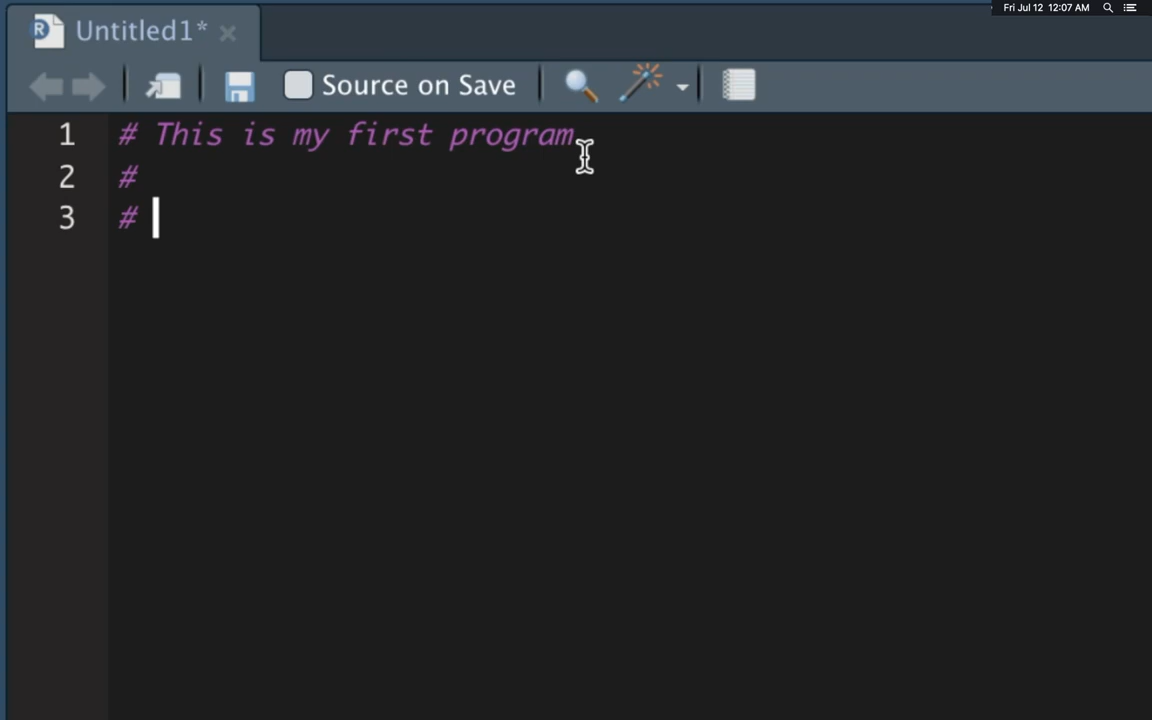 Fri Jul 12 12:07 AM
R Untitled1*
Source on Save
1 # This is my first program
2 #
3 #